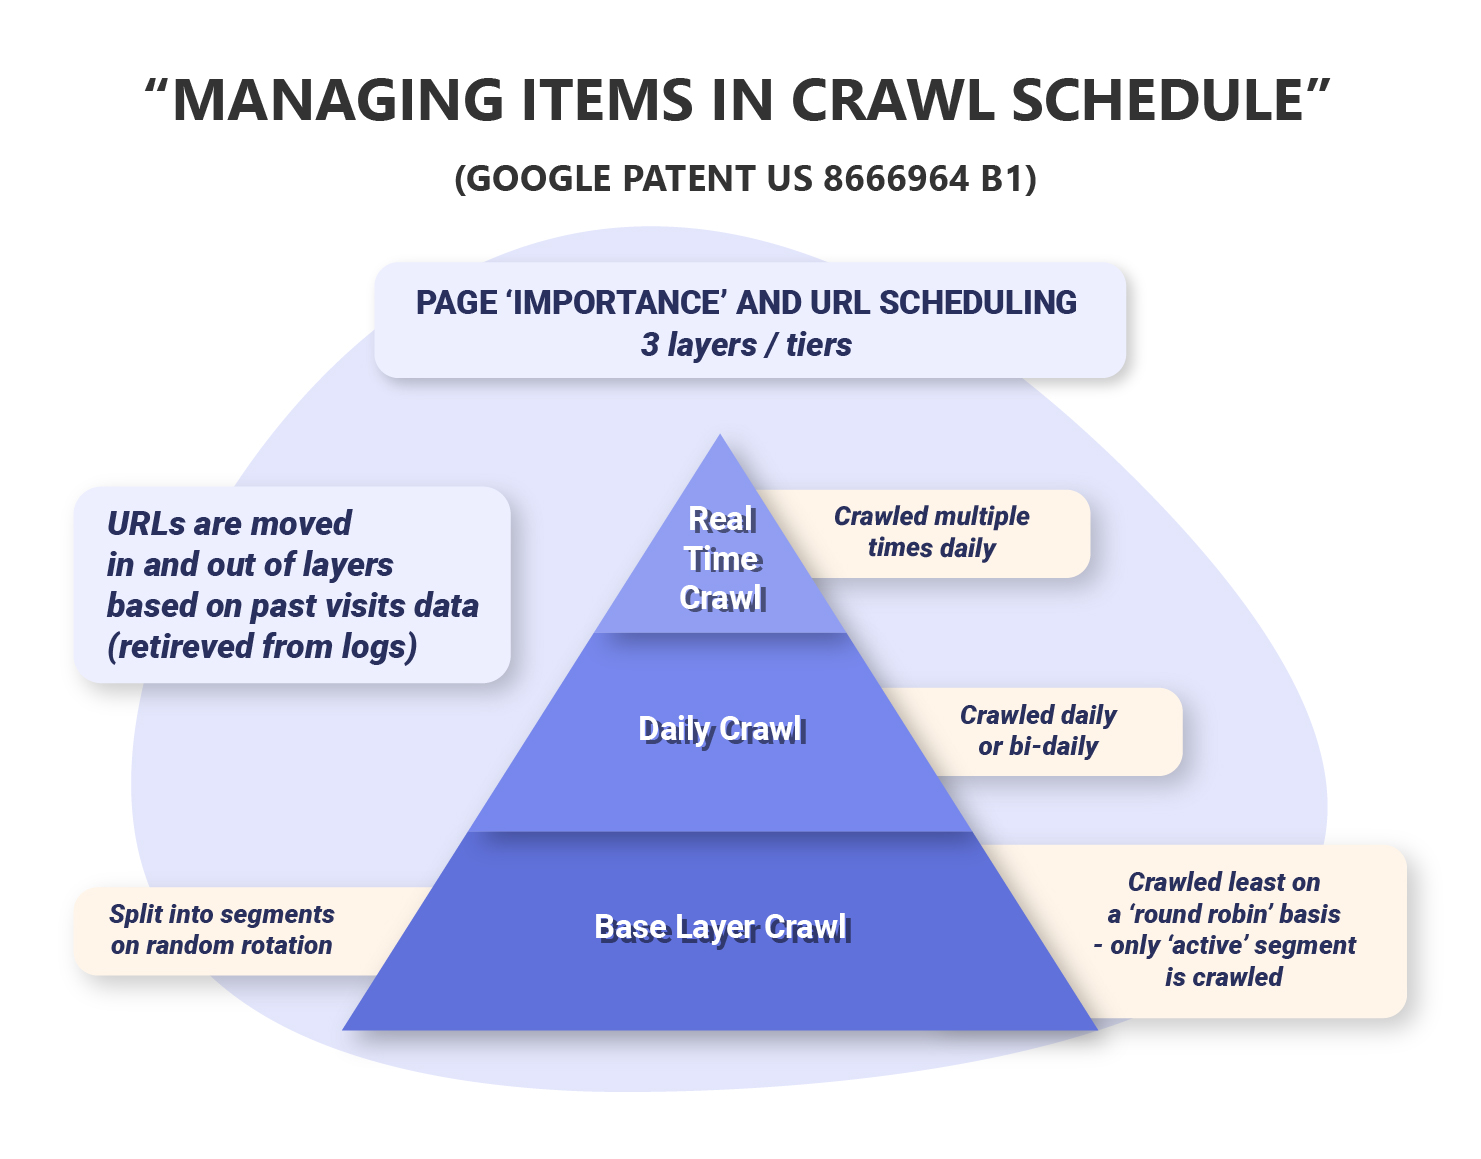 “MANAGING ITEMS IN CRAWL SCHEDULE”
(GOOGLE PATENT US 8666964 B1)
PAGE ‘IMPORTANCE’ AND URL SCHEDULING
3 layers / tiers
URLs are moved
in and out of layers
based on past visits data
(retireved from logs)
Real
Time
Crawl
Crawled multiple
times daily
Daily Crawl
Crawled daily
or bi-daily
Split into segments
on random rotation
Base Layer Crawl
Crawled least on
a ‘round robin’ basis
- only ‘active’ segment
is crawled